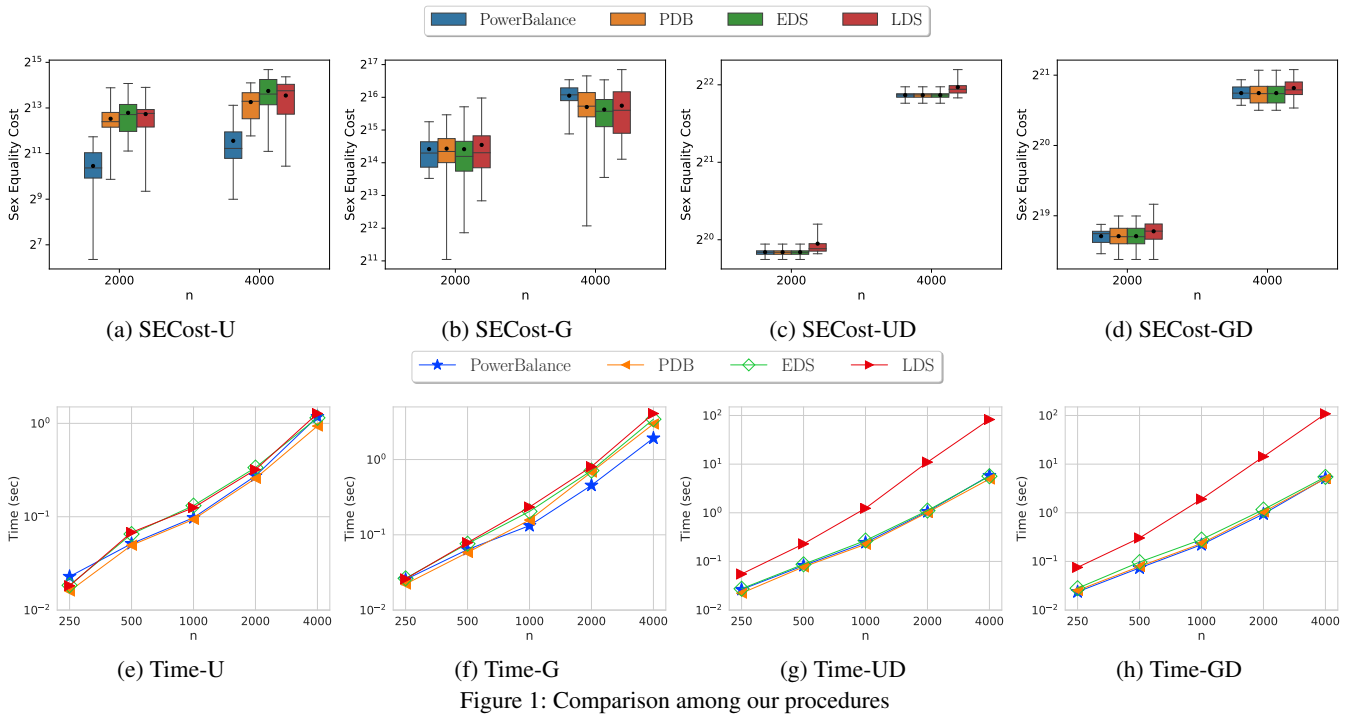 PowerBalance PDB EDS LDS
2^15
2^13
2^11
2^9
2^7
Sex Equality Cost
2000 4000
n
(a) SECost-U
2^17
2^16
2^15
2^14
2^13
2^12
2^11
Sex Equality Cost
2000 4000
n
(b) SECost-G
2^22
2^21
2^20
Sex Equality Cost
2000 4000
n
(c) SECost-UD
2^21
2^20
2^19
Sex Equality Cost
2000 4000
n
(d) SECost-GD
PowerBalance PDB EDS LDS
10^0
10^−1
10^−2
Time (sec)
250 500 1000 2000 4000
n
(e) Time-U
10^0
10^−1
10^−2
Time (sec)
250 500 1000 2000 4000
n
(f) Time-G
10^2
10^1
10^0
10^−1
10^−2
Time (sec)
250 500 1000 2000 4000
n
(g) Time-UD
10^2
10^1
10^0
10^−1
10^−2
Time (sec)
250 500 1000 2000 4000
n
(h) Time-GD
Figure 1: Comparison among our procedures